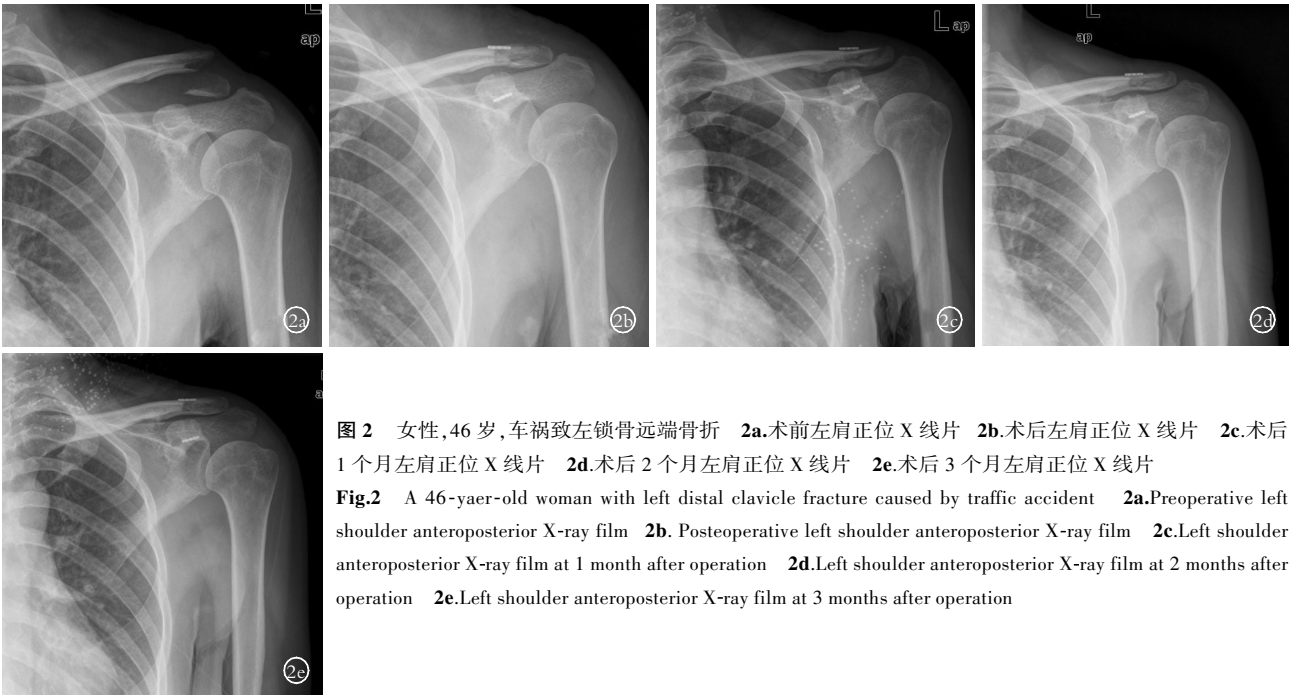 L
ap
2a
2b
L ap
2c
L
ap
2d
a
2e
图 2 女性,46 岁,车祸致左锁骨远端骨折 2a.术前左肩正位 X 线片 2b.术后左肩正位 X 线片 2c.术后
1 个月左肩正位 X 线片 2d.术后 2 个月左肩正位 X 线片 2e.术后 3 个月左肩正位 X 线片
Fig.2 A 46-yaer-old woman with left distal clavicle fracture caused by traffic accident 2a.Preoperative left
shoulder anteroposterior X-ray film 2b. Posteoperative left shoulder anteroposterior X-ray film 2c.Left shoulder
anteroposterior X-ray film at 1 month after operation 2d.Left shoulder anteroposterior X-ray film at 2 months after
operation 2e.Left shoulder anteroposterior X-ray film at 3 months after operation